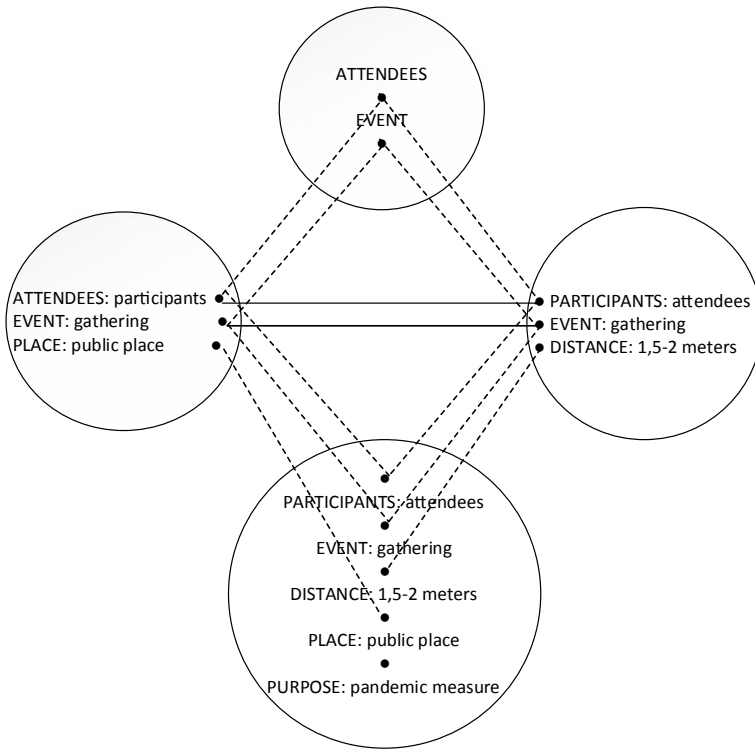 ATTENDEES
EVENT
ATTENDEES: participants
EVENT: gathering
PLACE: public place
PARTICIPANTS: attendees
EVENT: gathering
DISTANCE: 1,5-2 meters
PARTICIPANTS: attendees
EVENT: gathering
DISTANCE: 1,5-2 meters
PLACE: public place
PURPOSE: pandemic measure